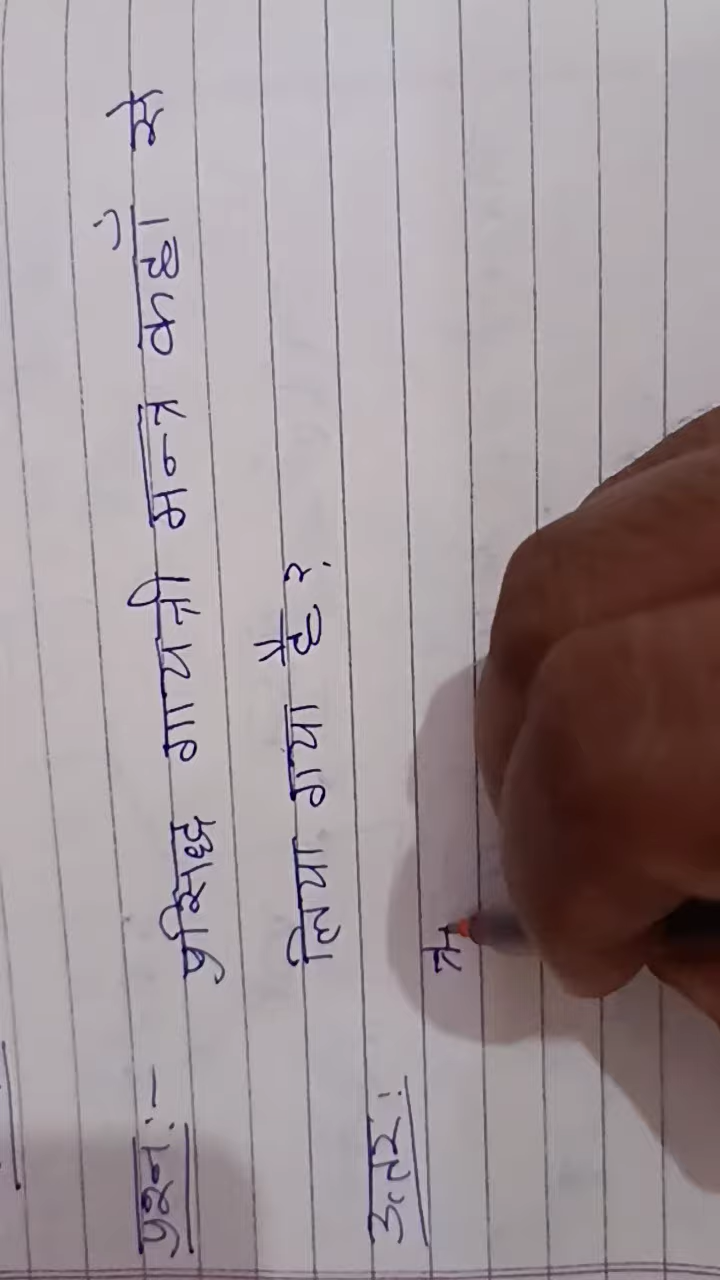 प्रश्न:- प्रसिद्ध गायत्री मन्त्र कहाँ से
लिया गया है?
उत्तर: